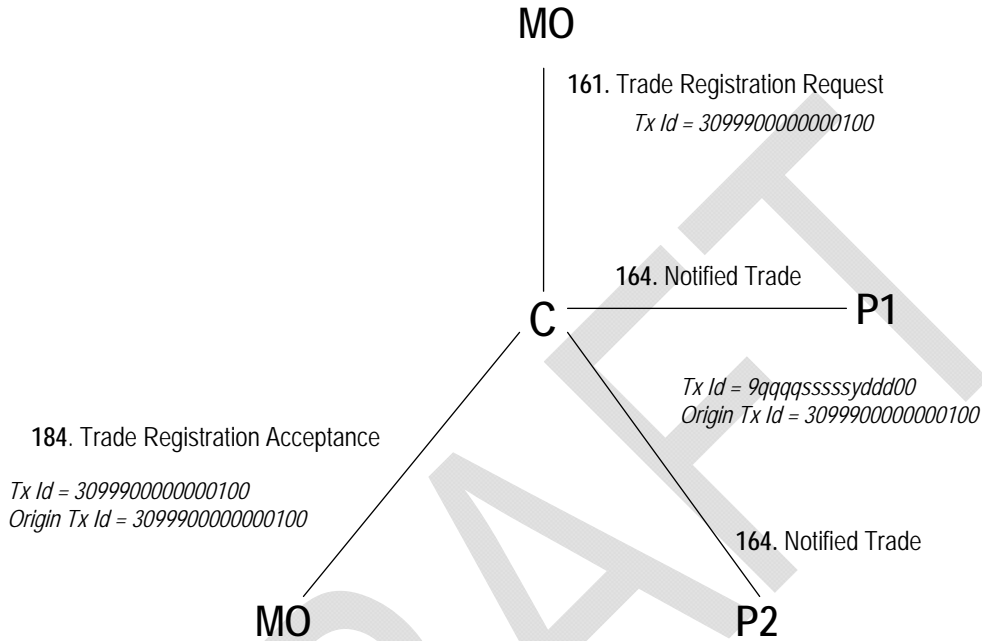 MO
161. Trade Registration Request
Tx Id = 3099900000000100
164. Notified Trade
C
P1
Tx Id = 9qqqqsssssyddd00
Origin Tx Id = 3099900000000100
184. Trade Registration Acceptance
Tx Id = 3099900000000100
Origin Tx Id = 3099900000000100
164. Notified Trade
MO
P2
DRAFT